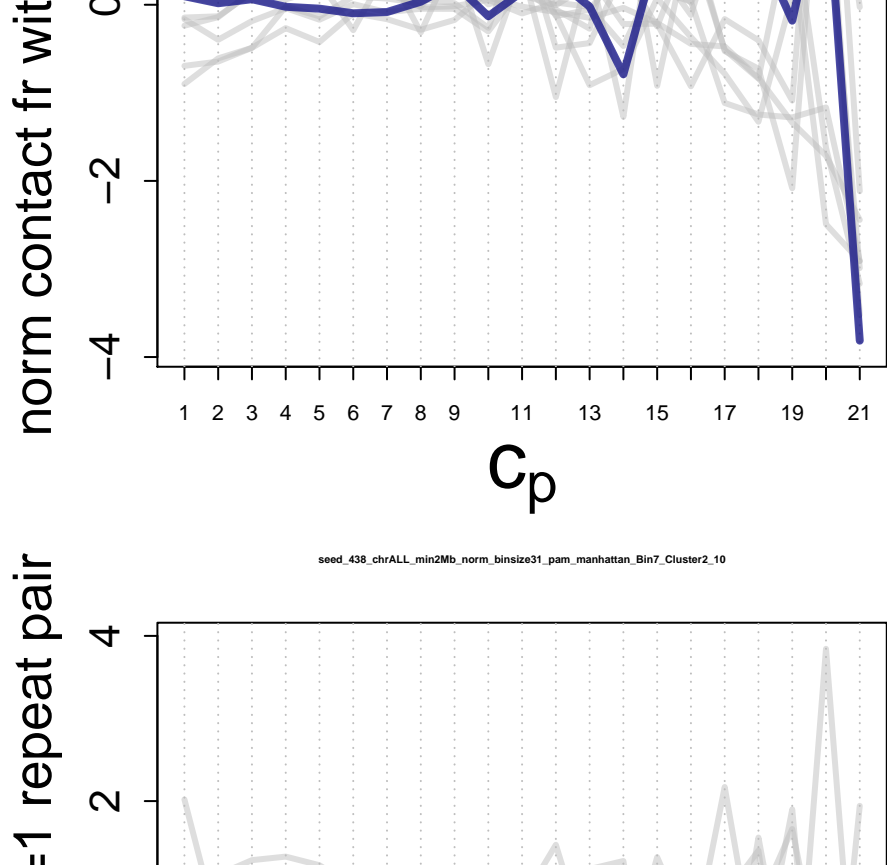 norm contact fr wit
0
−2
−4
1 2 3 4 5 6 7 8 9 11 13 15 17 19 21
cp
seed_438_chrALL_min2Mb_norm_binsize31_pam_manhattan_Bin7_Cluster2_10
=1 repeat pair
4
2